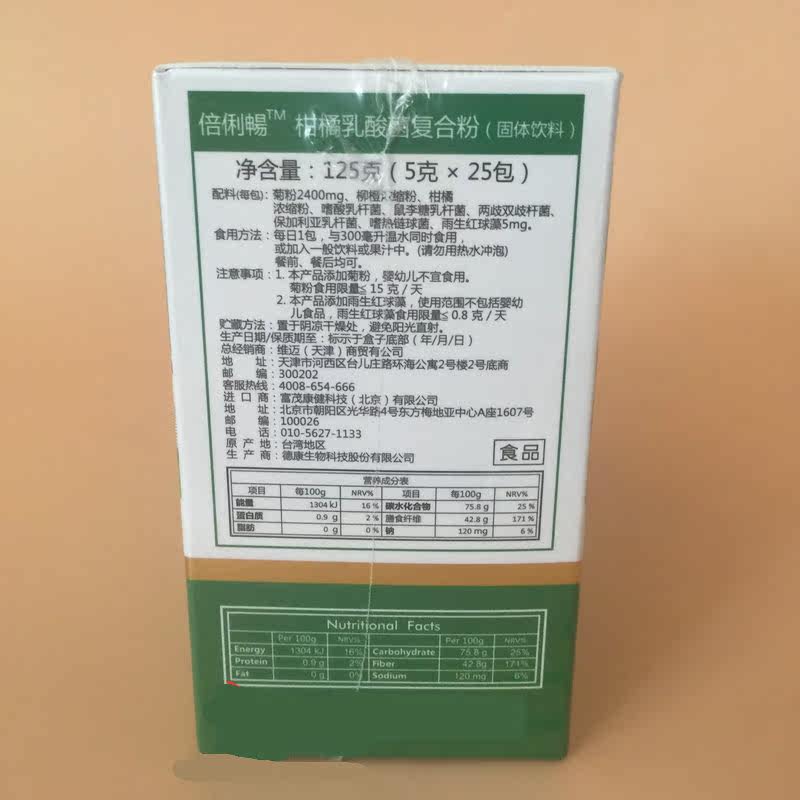 倍俐暢™ 柑橘乳酸菌复合粉（固体饮料）
净含量：125克（5克 × 25包）
配料(每包)：菊粉2400mg、柳橙浓缩粉、柑橘
浓缩粉、嗜酸乳杆菌、鼠李糖乳杆菌、两歧双歧杆菌、
保加利亚乳杆菌、嗜热链球菌、雨生红球藻5mg。
食用方法：每日1包，与300毫升温水同时食用，
或加入一般饮料或果汁中。(请勿用热水冲泡)
餐前、餐后均可。
注意事项：1. 本产品添加菊粉，婴幼儿不宜食用。
菊粉食用限量≤ 15 克 / 天
2. 本产品添加雨生红球藻，使用范围不包括婴幼
儿食品，雨生红球藻食用限量≤ 0.8 克 / 天
贮藏方法：置于阴凉干燥处，避免阳光直射。
生产日期/保质期至：标示于盒子底部（年/月/日）
总经销商：维迈（天津）商贸有限公司
地 址：天津市河西区台儿庄路环海公寓2号楼2号底商
邮 编：300202
客服热线：4008-654-666
进 口 商：富茂康健科技（北京）有限公司
地 址：北京市朝阳区光华路4号东方梅地亚中心A座1607号
邮 编：100026
电 话：010-5627-1133
原 产 地：台湾地区
生 产 商：德康生物科技股份有限公司
食品
营养成分表
项目 每100g NRV% 项目 每100g NRV%
能量 1304 kJ 16 % 碳水化合物 75.8 g 25 %
蛋白质 0.9 g 2 % 膳食纤维 42.8 g 171 %
脂肪 0 g 0 % 钠 120 mg 6 %
Nutritional Facts
Per 100g NRV% Per 100g NRV%
Energy 1304 kJ 16% Carbohydrate 75.8 g 25%
Protein 0.9 g 2% Fiber 42.8g 171%
Fat 0 g 0% Sodium 120 mg 6%